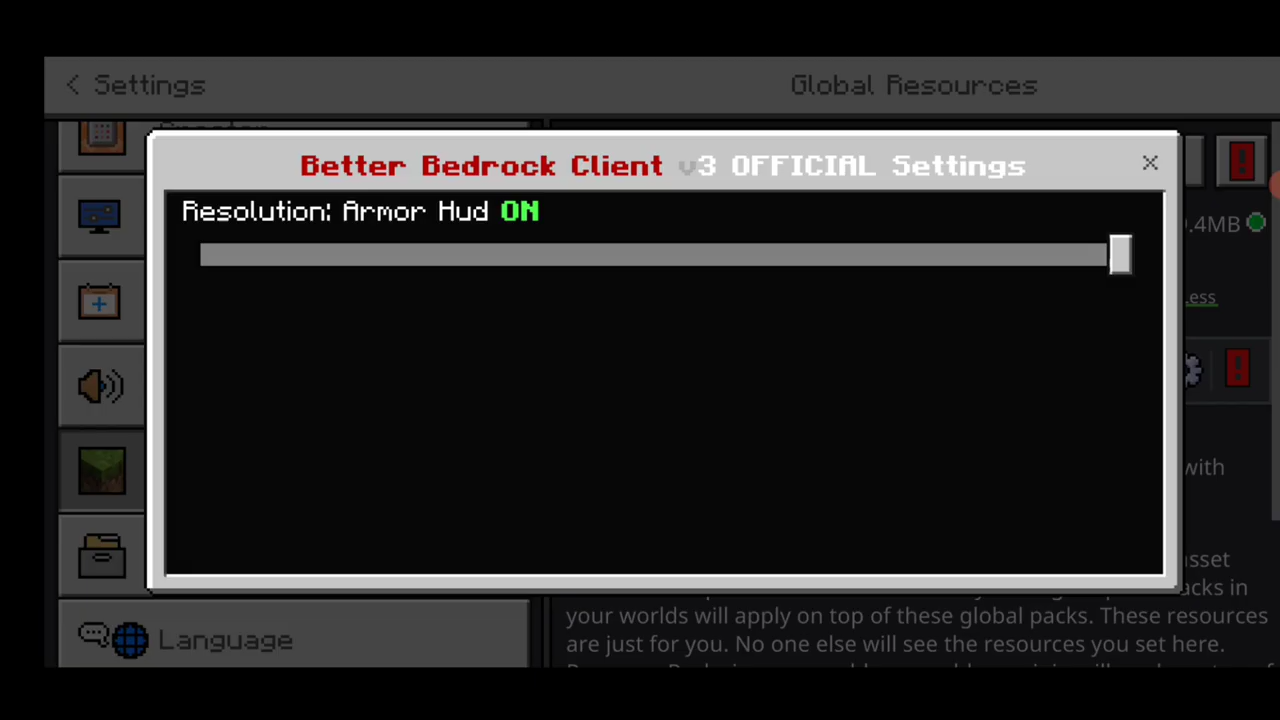 Settings
Global Resources
Better Bedrock Client v3 OFFICIAL Settings
Resolution: Armor Hud ON
.4MB
Less
with
asset
packs in
your worlds will apply on top of these global packs. These resources
are just for you. No one else will see the resources you set here.
Language